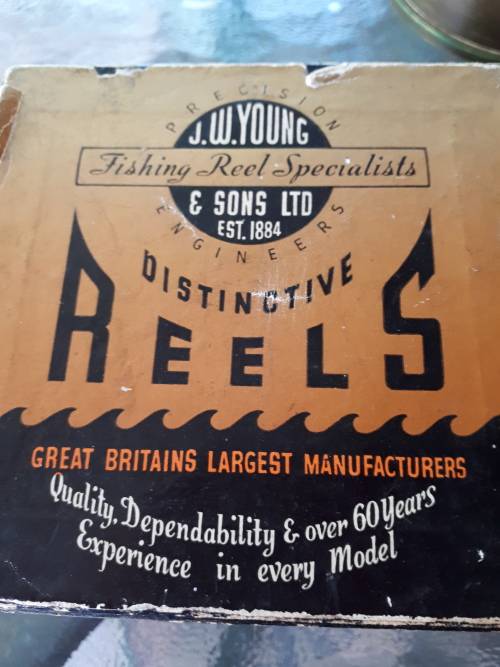 PRECISION
J.W.YOUNG
Fishing Reel Specialists
& SONS LTD
EST. 1884
ENGINEERS
DISTINCTIVE
REELS
GREAT BRITAINS LARGEST MANUFACTURERS
Quality, Dependability & over 60 Years
Experience in every Model